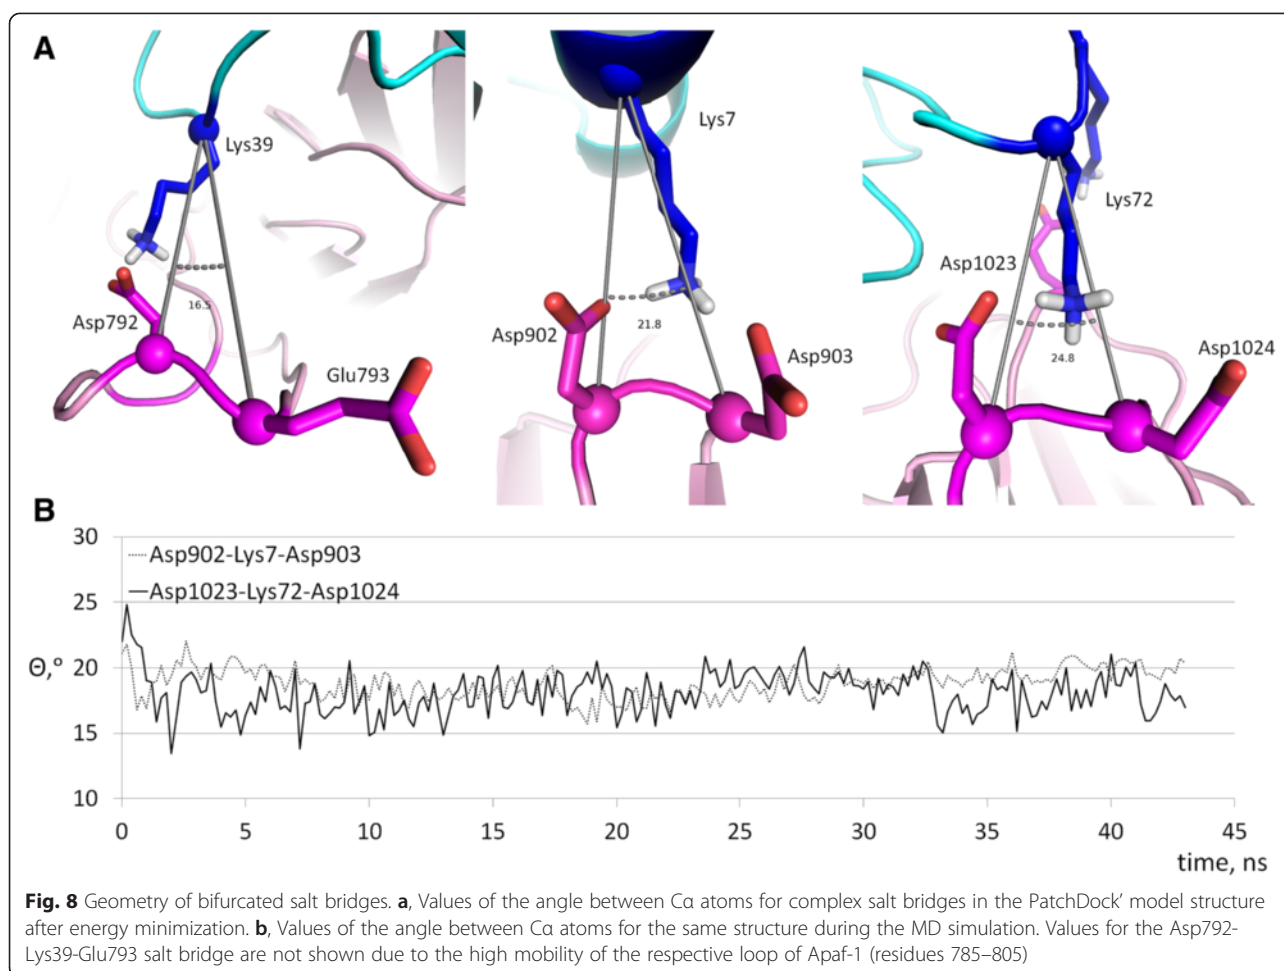 A
Lys39
Asp792
16.5
Glu793
Lys7
Asp902
21.8
Asp903
Lys72
Asp1023
24.8
Asp1024
B
30
25
20
15
10
Θ,°
Asp902-Lys7-Asp903
Asp1023-Lys72-Asp1024
0 5 10 15 20 25 30 35 40 45
time, ns
Fig. 8 Geometry of bifurcated salt bridges. a, Values of the angle between Cα atoms for complex salt bridges in the PatchDock’ model structure
after energy minimization. b, Values of the angle between Cα atoms for the same structure during the MD simulation. Values for the Asp792-
Lys39-Glu793 salt bridge are not shown due to the high mobility of the respective loop of Apaf-1 (residues 785–805)